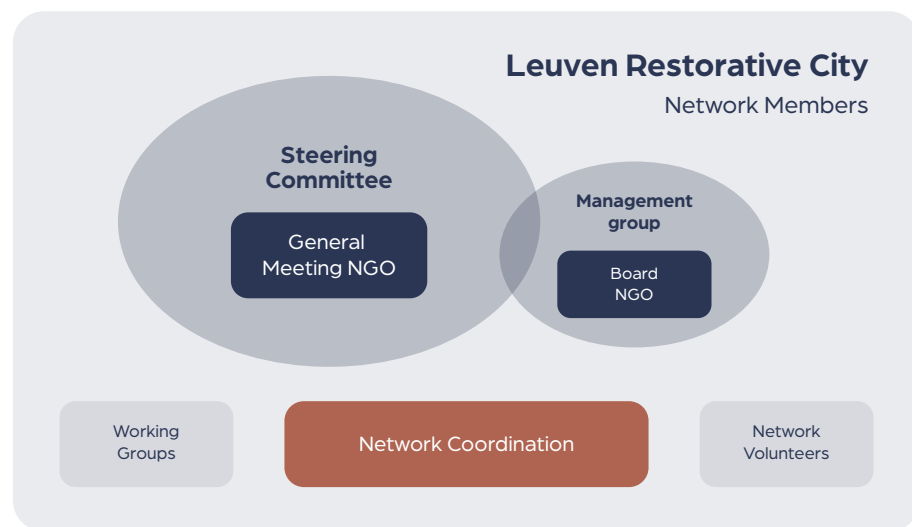 Leuven Restorative City
Network Members
Steering
Committee
General
Meeting NGO
Management
group
Board
NGO
Working
Groups
Network Coordination
Network
Volunteers